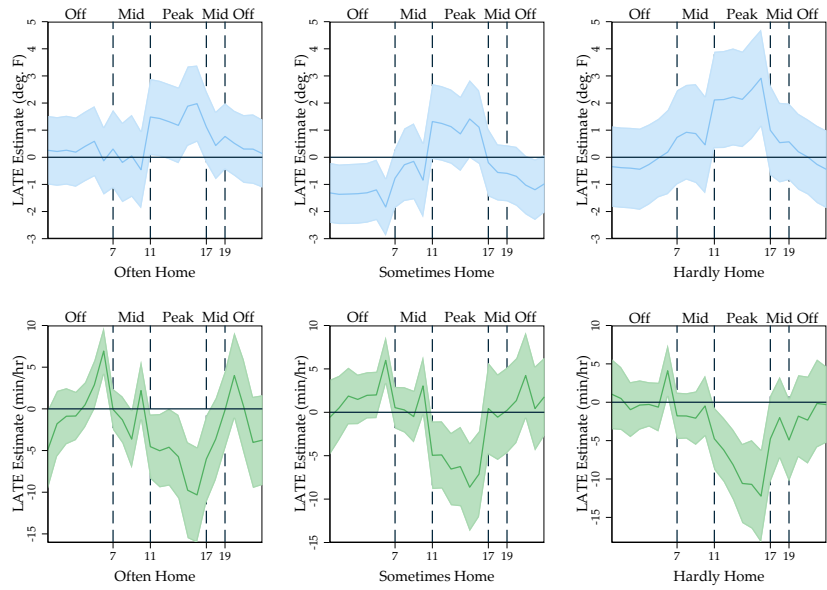 Off Mid Peak Mid Off
LATE Estimate (deg. F)
5
4
3
2
1
0
-1
-2
-3
7 11 17 19
Often Home
Off Mid Peak Mid Off
LATE Estimate (deg. F)
5
4
3
2
1
0
-1
-2
-3
7 11 17 19
Sometimes Home
Off Mid Peak Mid Off
LATE Estimate (deg. F)
5
4
3
2
1
0
-1
-2
-3
7 11 17 19
Hardly Home
Off Mid Peak Mid Off
LATE Estimate (min/hr)
10
5
0
-5
-10
-15
7 11 17 19
Often Home
Off Mid Peak Mid Off
LATE Estimate (min/hr)
10
5
0
-5
-10
-15
7 11 17 19
Sometimes Home
Off Mid Peak Mid Off
LATE Estimate (min/hr)
10
5
0
-5
-10
-15
7 11 17 19
Hardly Home